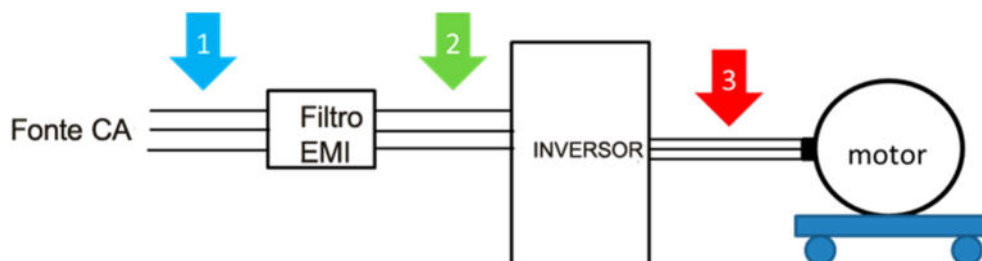 1
2
3
Fonte CA
Filtro
EMI
INVERSOR
motor